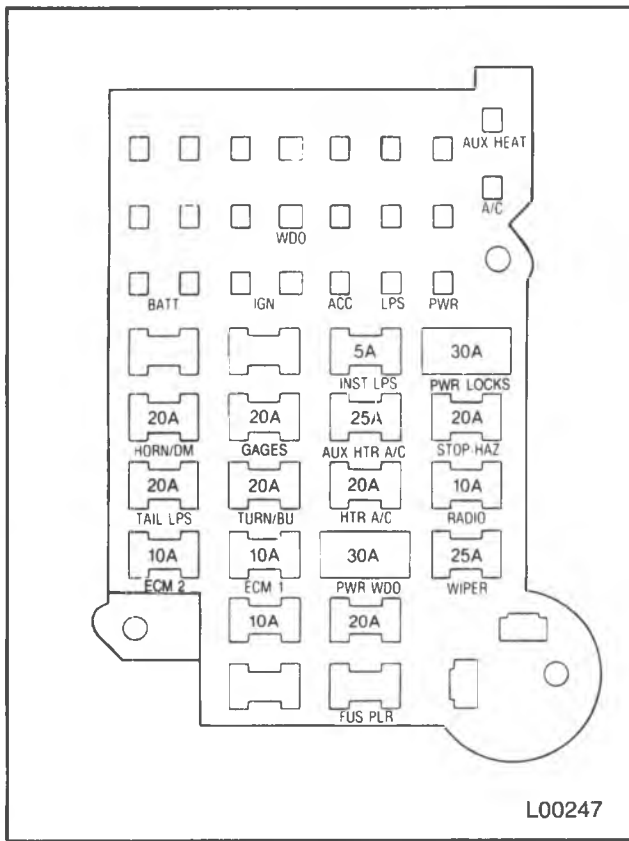 AUX HEAT
A/C
WDO
BATT IGN ACC LPS PWR
5A 30A
INST LPS PWR LOCKS
20A 20A 25A 20A
HORN/DM GAGES AUX HTR A/C STOP-HAZ
20A 20A 20A 10A
TAIL LPS TURN/BU HTR A/C RADIO
10A 10A 30A 25A
ECM 2 ECM 1 PWR WDO WIPER
10A 20A
FUS PLR
L00247